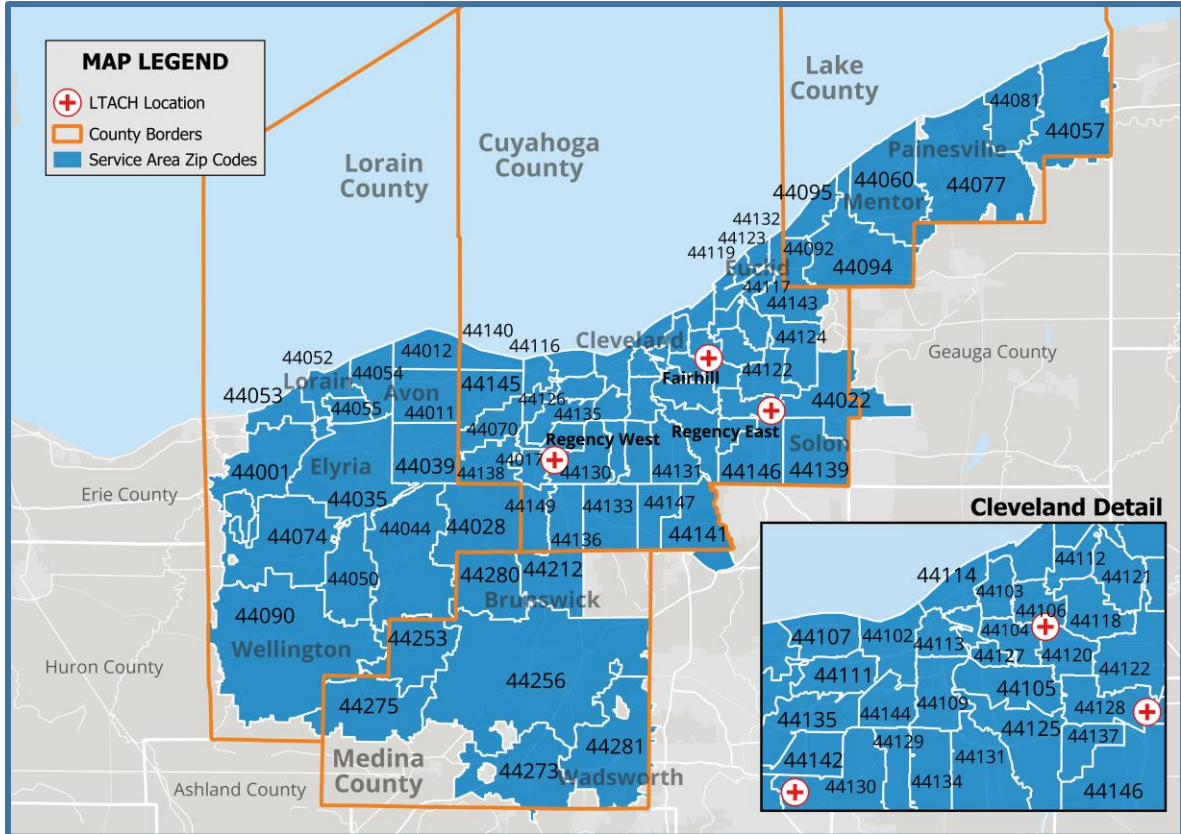 MAP LEGEND
LTACH Location
County Borders
Service Area Zip Codes
Lake
County
Cuyahoga
County
Lorain
County
44081
44057
Painesville
44095
44060
44077
Mentor
44132
44123
44119
44092
Euclid
44094
44117
44143
44140
44116
Cleveland
44124
44052
44012
Geauga County
44054
Fairhill
44122
Lorain
44145
44053
Avon
44126
44022
44055
44011
44135
44070
Regency West
Regency East
Solon
44001
Elyria
44039
44017
44138
44130
44131
44146
44139
Erie County
44035
44149
44133
44147
44074
44044
44028
44136
44141
44050
44280
44212
44090
Brunswick
Wellington
44253
Huron County
44256
44275
Medina
County
44281
44273
Wadsworth
Ashland County
Cleveland Detail
44112
44114
44121
44103
44106
44107
44102
44104
44118
44113
44127
44120
44122
44111
44105
44128
44135
44144
44109
44125
44137
44129
44142
44131
44130
44134
44146